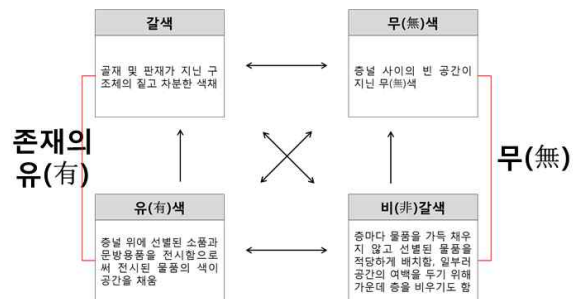 갈색
골재 및 판재가 지닌 구
조체의 짙고 차분한 색채
무(無)색
층널 사이의 빈 공간이
지닌 무(無)색
존재의
유(有)
무(無)
유(有)색
층널 위에 선별된 소품과
문방용품을 전시함으로
써 전시된 물품의 색이
공간을 채움
비(非)갈색
층마다 물품을 가득 채우
지 않고 선별된 물품을
적당하게 배치함, 일부러
공간의 여백을 두기 위해
가운데 층을 비우기도 함